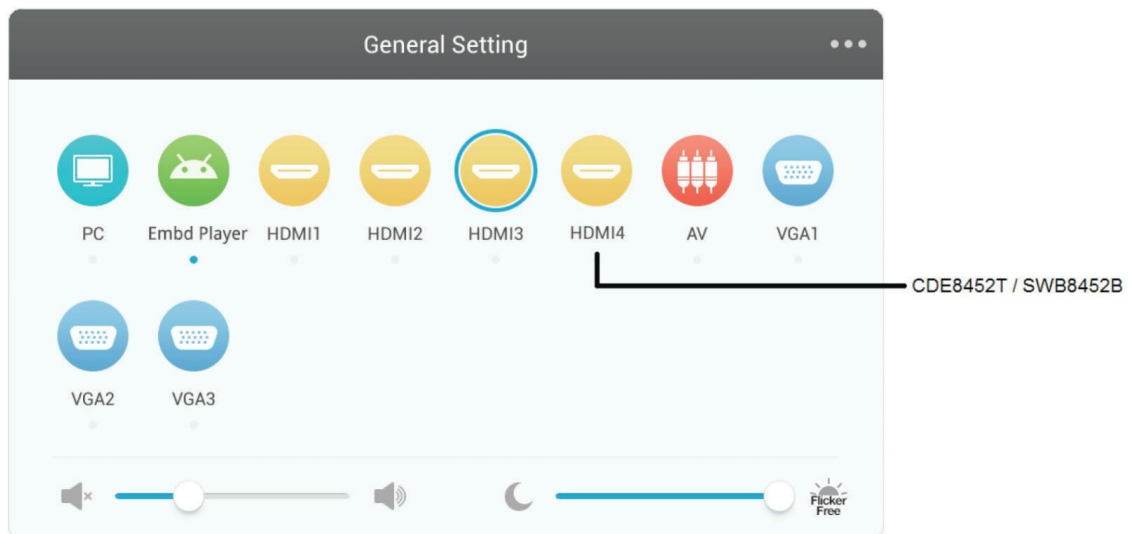 General Setting
PC Embd Player HDMI1 HDMI2 HDMI3 HDMI4 AV VGA1
CDE8452T / SWB8452B
VGA2 VGA3
Flicker
Free